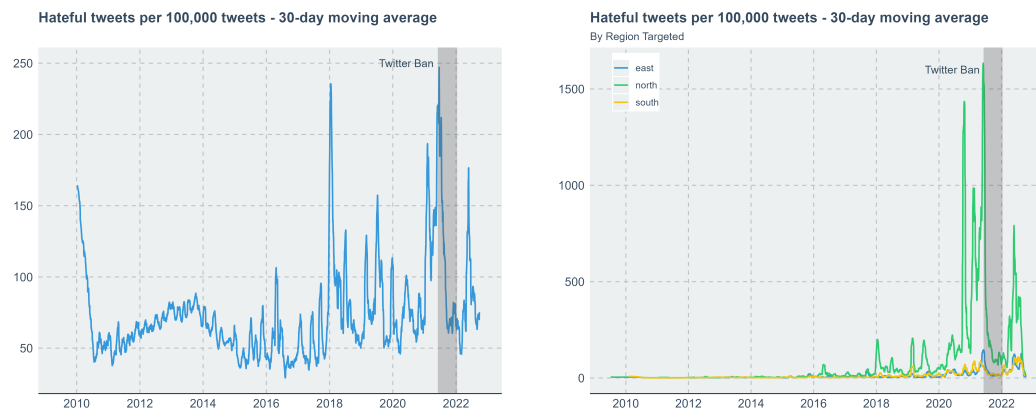 Hateful tweets per 100,000 tweets - 30-day moving average
250
200
150
100
50
Twitter Ban
2010 2012 2014 2016 2018 2020 2022
Hateful tweets per 100,000 tweets - 30-day moving average
By Region Targeted
east
north
south
Twitter Ban
1500
1000
500
0
2010 2012 2014 2016 2018 2020 2022